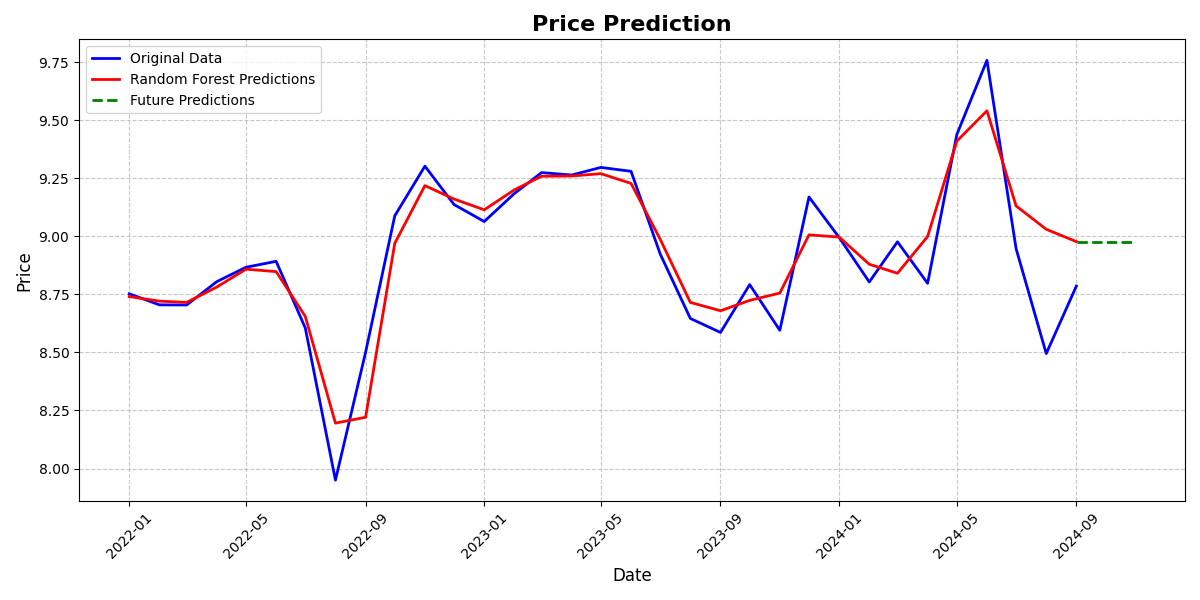 Price Prediction
Original Data
Random Forest Predictions
Future Predictions
Price
9.75
9.50
9.25
9.00
8.75
8.50
8.25
8.00
2022-01
2022-05
2022-09
2023-01
2023-05
2023-09
2024-01
2024-05
2024-09
Date